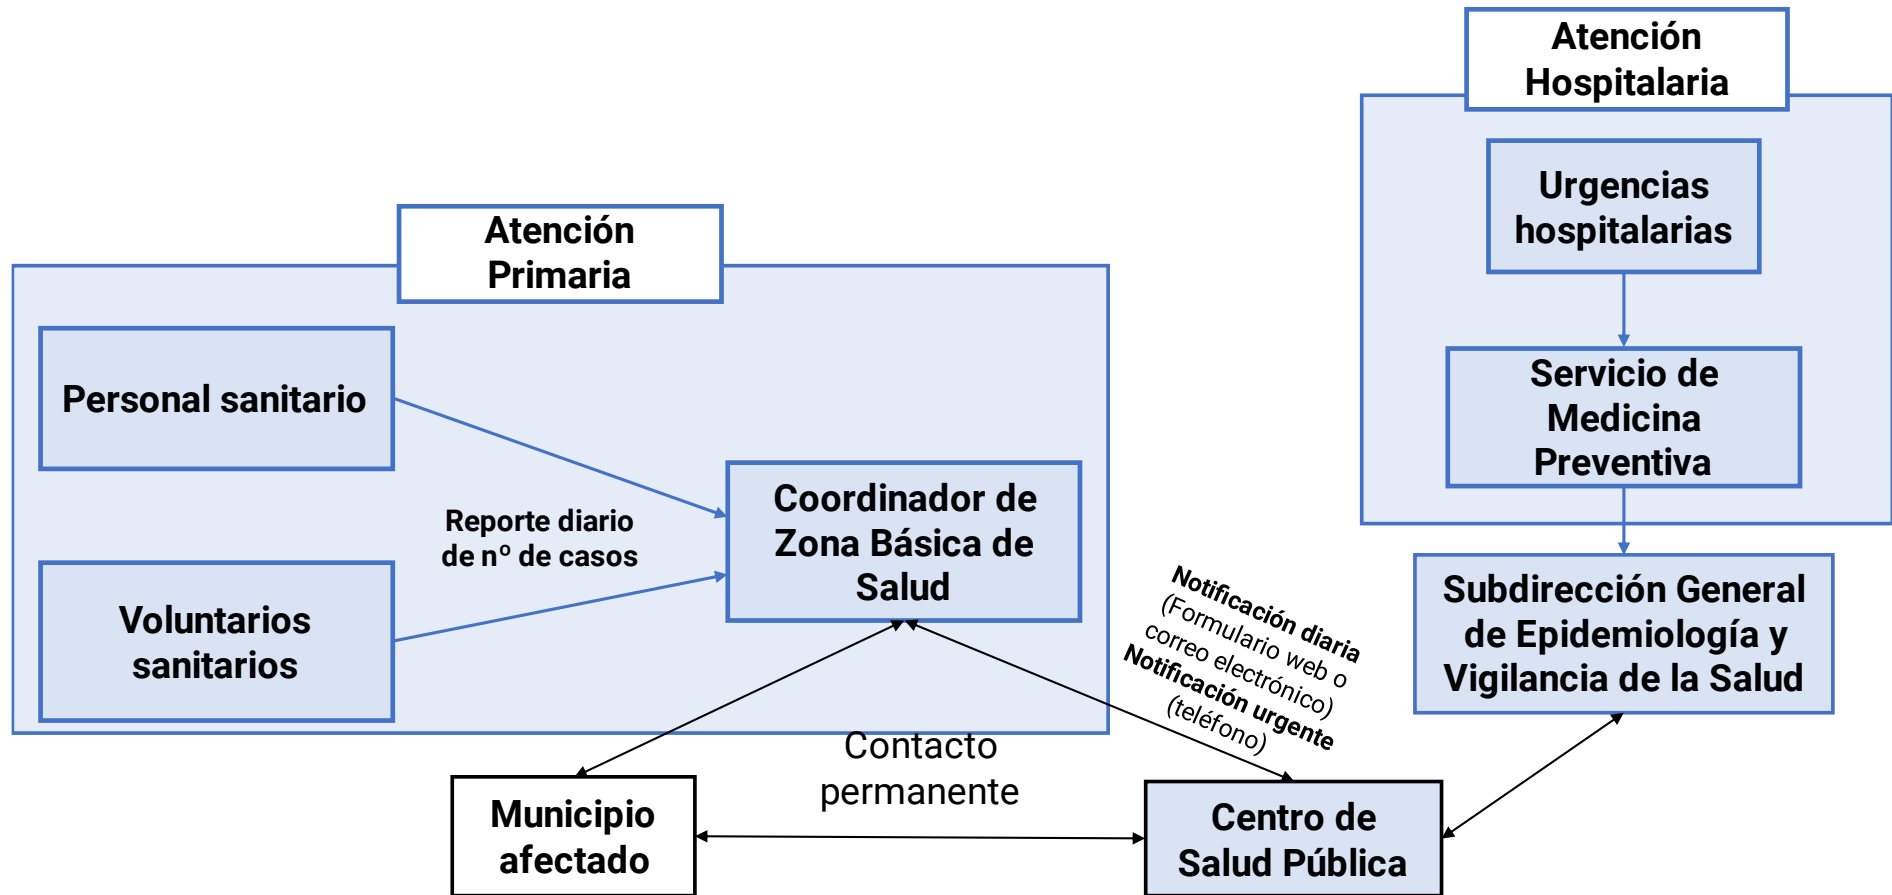 Atención
Hospitalaria
Urgencias
hospitalarias
Atención
Primaria
Personal sanitario
Servicio de
Medicina
Preventiva
Coordinador de
Zona Básica de
Salud
Reporte diario
de nº de casos
Voluntarios
sanitarios
Notificación diaria
(Formulario web o
correo electrónico)
Notificación urgente
(teléfono)
Subdirección General
de Epidemiología y
Vigilancia de la Salud
Contacto
permanente
Municipio
afectado
Centro de
Salud Pública